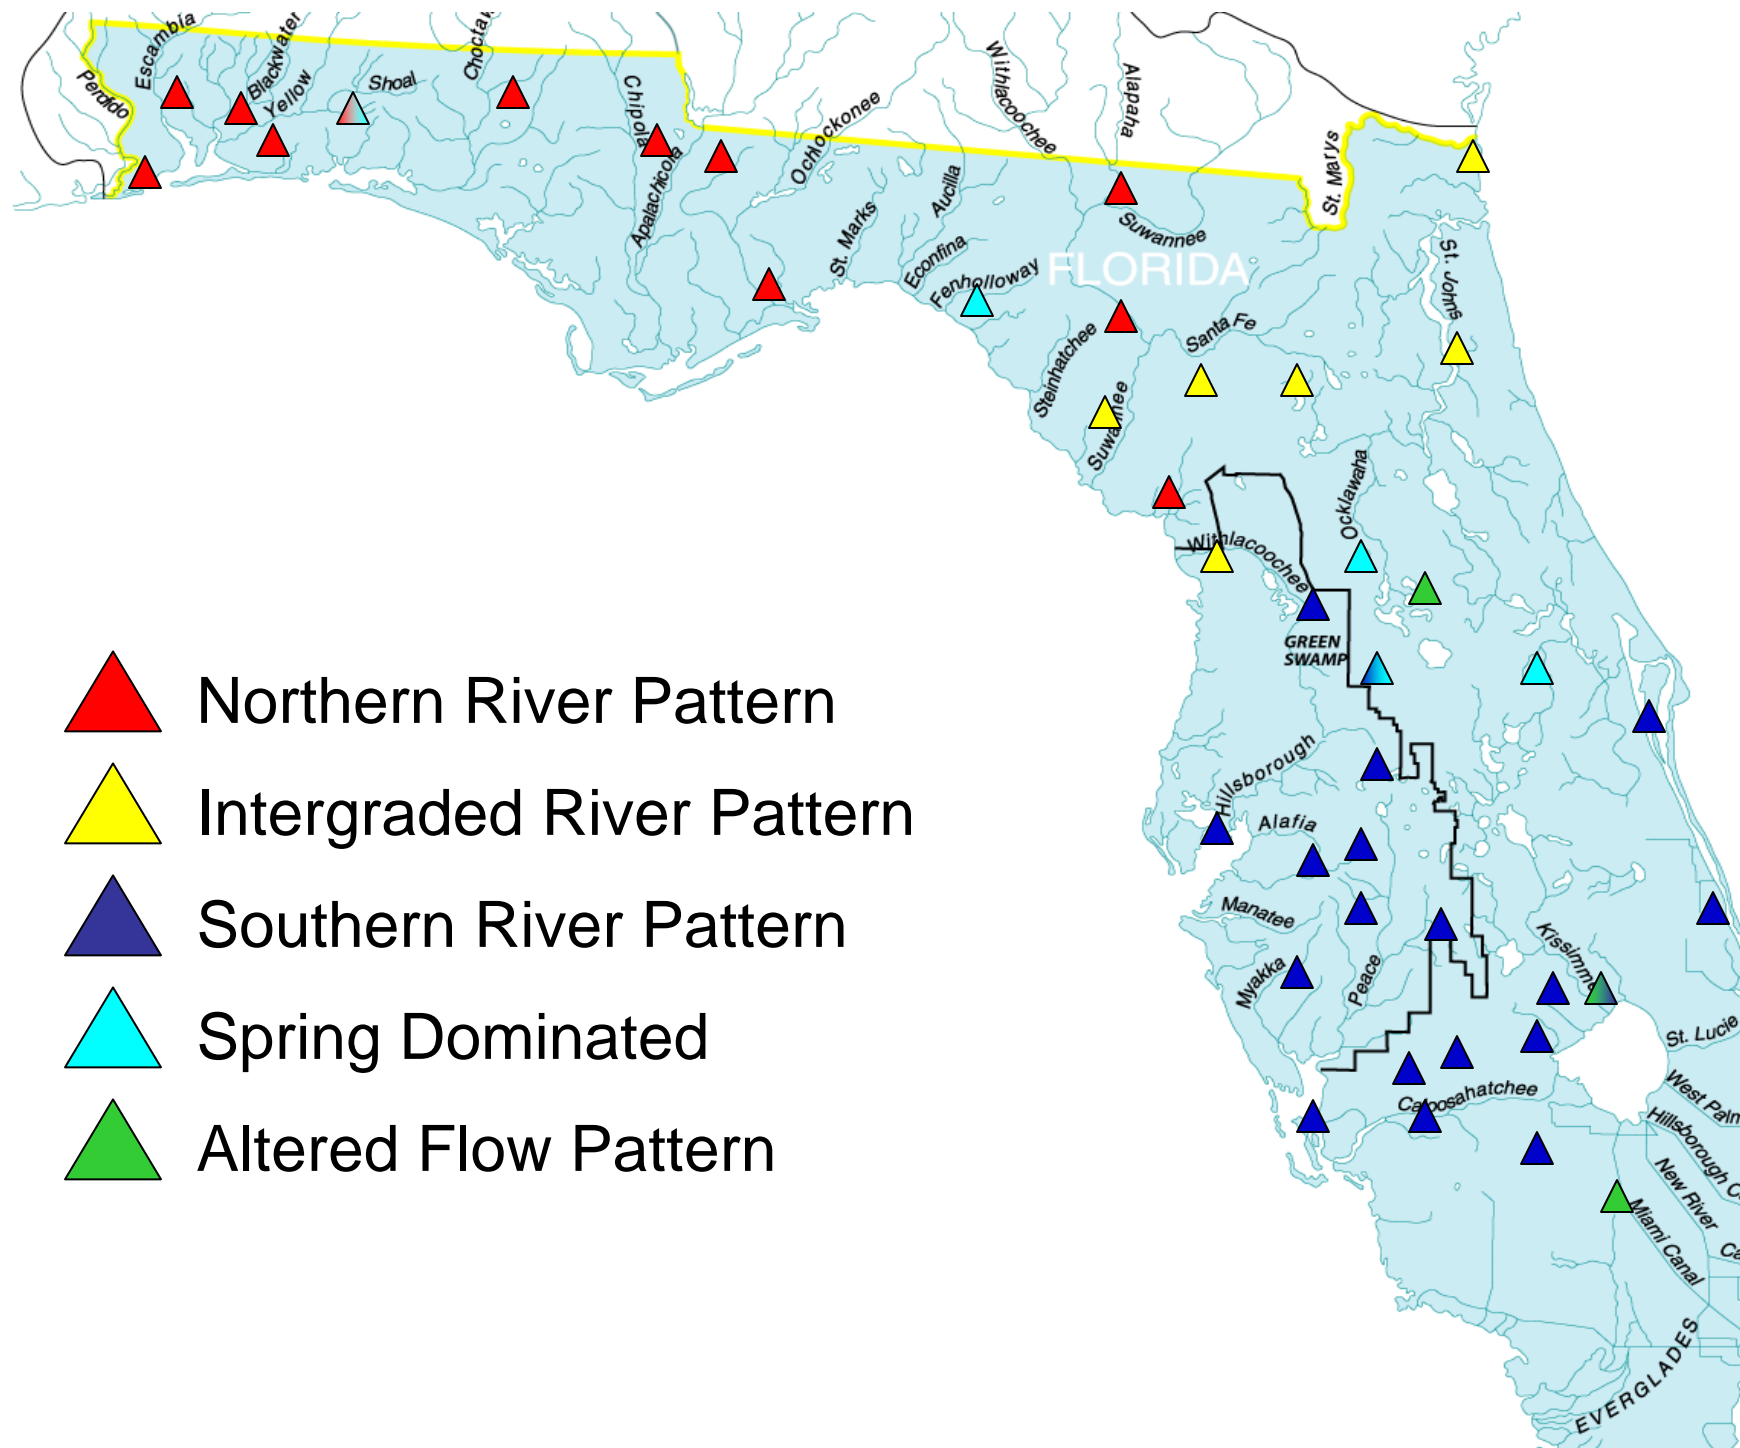 Perdido
Escambia
Blackwater
Yellow
Shoal
Choctaw
Chipola
Apalachicola
Ochlockonee
St. Marks
Aucilla
Econfina
Fenholloway
Withlacoochee
Alapaha
Suwannee
FLORIDA
St. Marys
St. Johns
Steinhatchee
Santa Fe
Suwannee
Ocklawaha
Withlacoochee
GREEN
SWAMP
Hillsborough
Alafia
Manatee
Myakka
Peace
Kissimme
St. Lucie
Caloosahatchee
West Palm
Hillsborough C
New River
Miami Canal
Ca
EVERGLADES
Northern River Pattern
Intergraded River Pattern
Southern River Pattern
Spring Dominated
Altered Flow Pattern